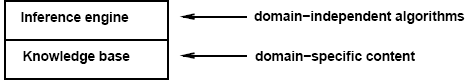 Inference engine domain−independent algorithms
Knowledge base domain−specific content